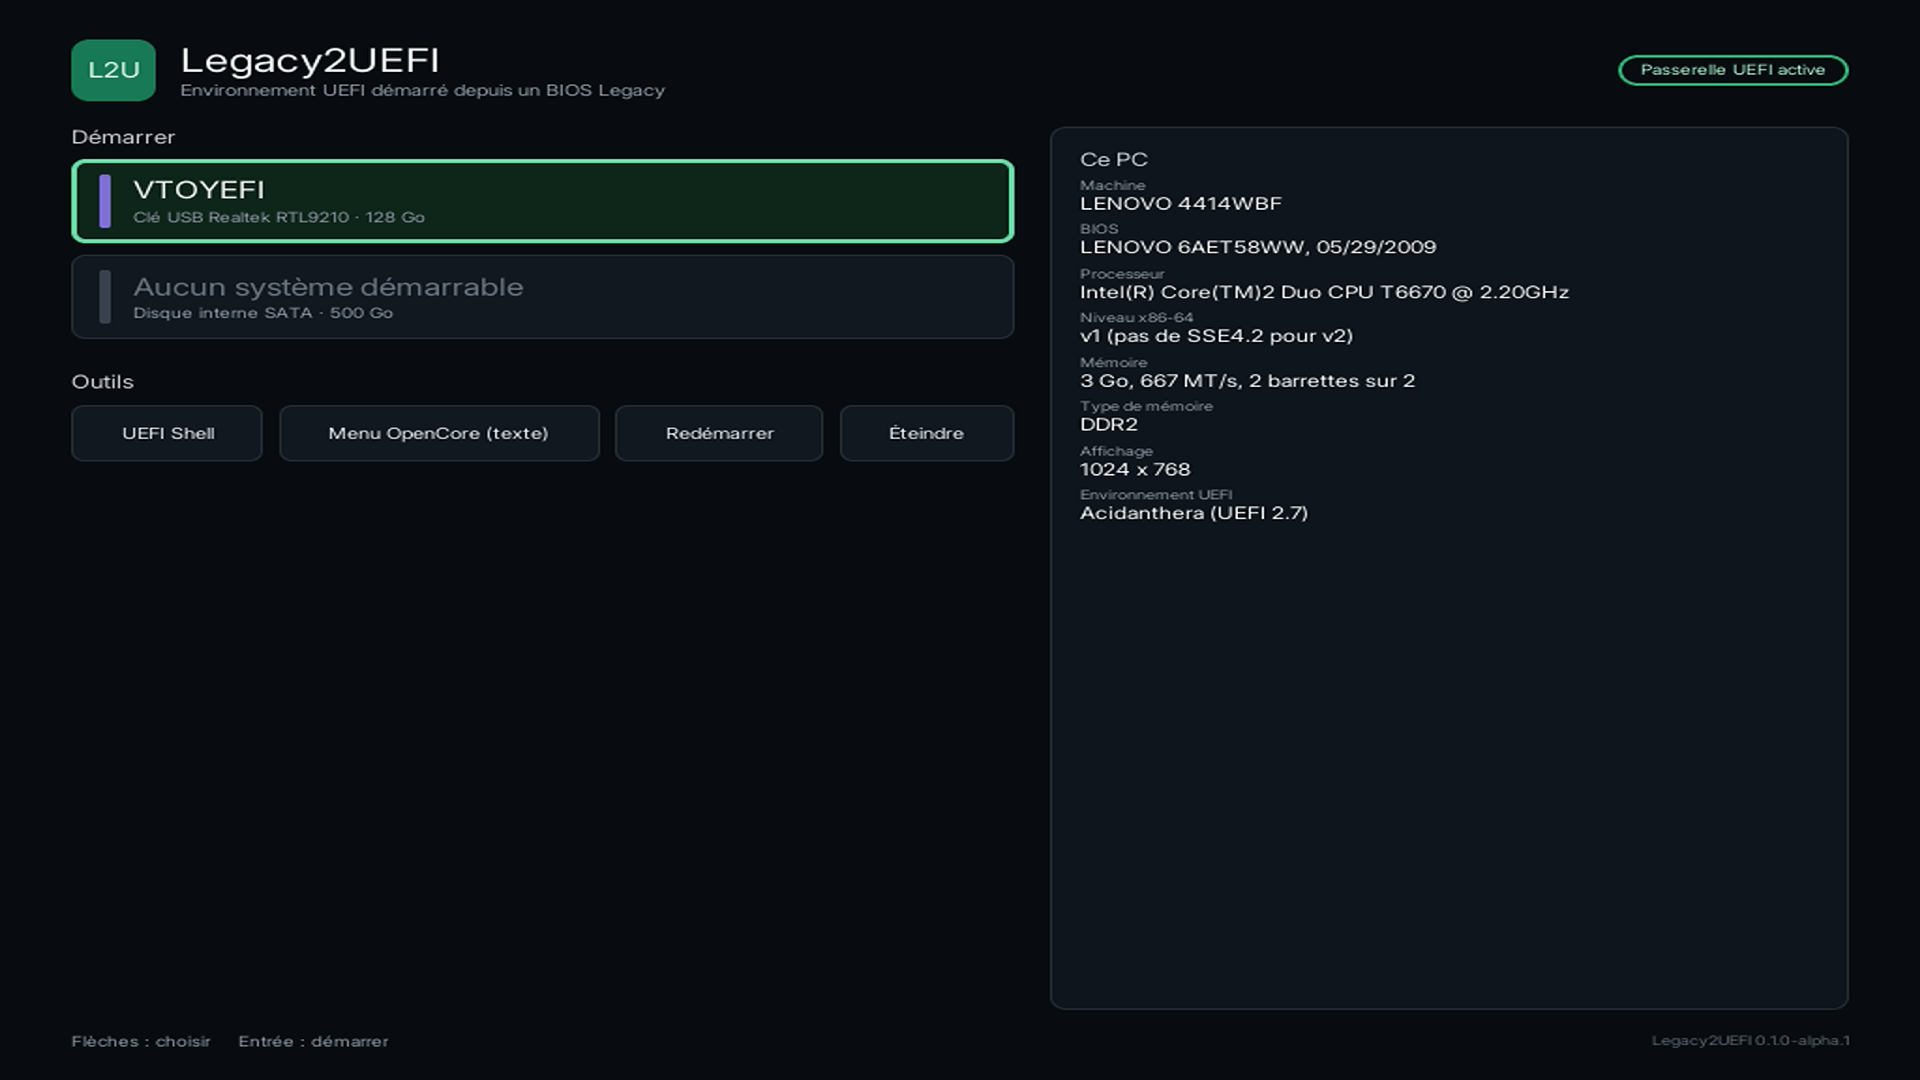 L2U
Legacy2UEFI
Environnement UEFI démarré depuis un BIOS Legacy
Passerelle UEFI active
Démarrer
VTOYEFI
Clé USB Realtek RTL9210 · 128 Go
Aucun système démarrable
Disque interne SATA · 500 Go
Outils
UEFI Shell
Menu OpenCore (texte)
Redémarrer
Éteindre
Ce PC
Machine
LENOVO 4414WBF
BIOS
LENOVO 6AET58WW, 05/29/2009
Processeur
Intel(R) Core(TM)2 Duo CPU T6670 @ 2.20GHz
Niveau x86-64
v1 (pas de SSE4.2 pour v2)
Mémoire
3 Go, 667 MT/s, 2 barrettes sur 2
Type de mémoire
DDR2
Affichage
1024 x 768
Environnement UEFI
Acidanthera (UEFI 2.7)
Flèches : choisir
Entrée : démarrer
Legacy2UEFI 0.1.0-alpha.1